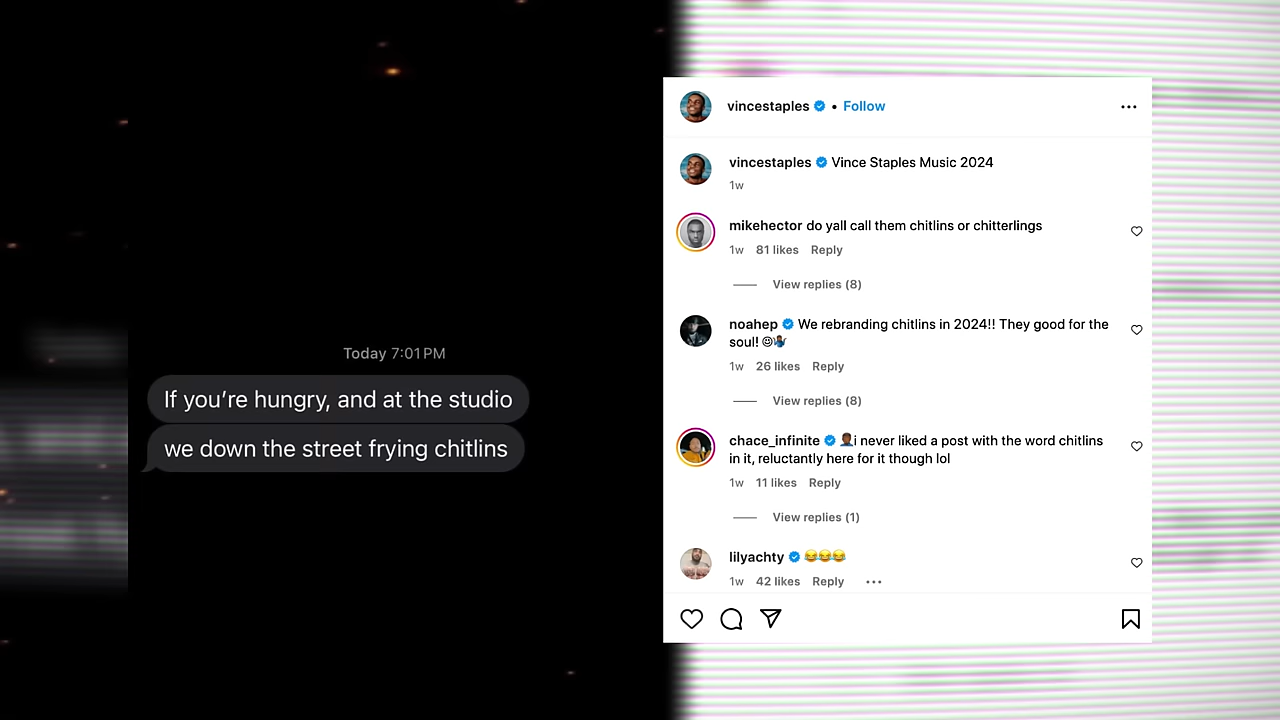 Today 7:01 PM
If you’re hungry, and at the studio
we down the street frying chitlins
vincestaples • Follow
vincestaples Vince Staples Music 2024
1w
mikehector do yall call them chitlins or chitterlings
1w 81 likes Reply
View replies (8)
noahep We rebranding chitlins in 2024!! They good for the
soul! ☺🤷🏾‍♂️
1w 26 likes Reply
View replies (8)
chace_infinite 🤦🏾‍♂️i never liked a post with the word chitlins
in it, reluctantly here for it though lol
1w 11 likes Reply
View replies (1)
lilyachty 😂😂😂
1w 42 likes Reply